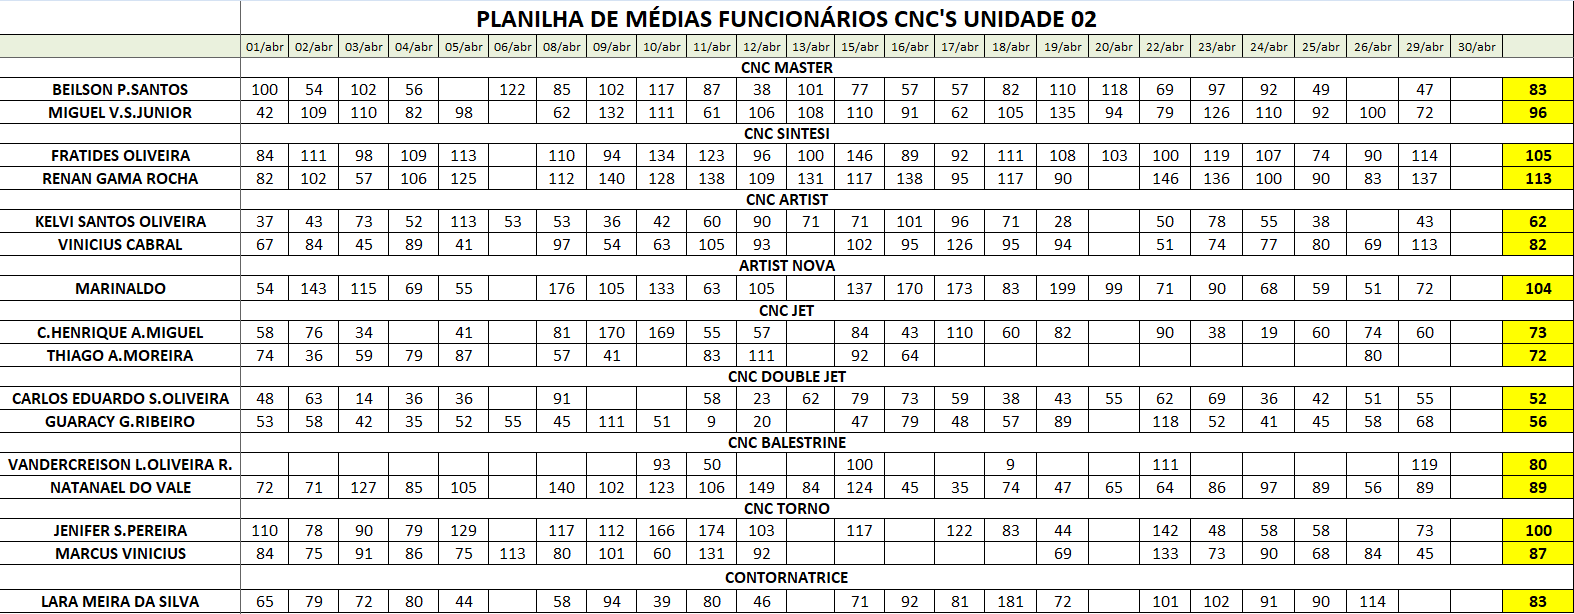 PLANILHA DE MÉDIAS FUNCIONÁRIOS CNC'S UNIDADE 02
01/abr 02/abr 03/abr 04/abr 05/abr 06/abr 08/abr 09/abr 10/abr 11/abr 12/abr 13/abr 15/abr 16/abr 17/abr 18/abr 19/abr 20/abr 22/abr 23/abr 24/abr 25/abr 26/abr 29/abr 30/abr
CNC MASTER
BEILSON P.SANTOS 100 54 102 56 122 85 102 117 87 38 101 77 57 57 82 110 118 69 97 92 49 47 83
MIGUEL V.S.JUNIOR 42 109 110 82 98 62 132 111 61 106 108 110 91 62 105 135 94 79 126 110 92 100 72 96
CNC SINTESI
FRATIDES OLIVEIRA 84 111 98 109 113 110 94 134 123 96 100 146 89 92 111 108 103 100 119 107 74 90 114 105
RENAN GAMA ROCHA 82 102 57 106 125 112 140 128 138 109 131 117 138 95 117 90 146 136 100 90 83 137 113
CNC ARTIST
KELVI SANTOS OLIVEIRA 37 43 73 52 113 53 53 36 42 60 90 71 71 101 96 71 28 50 78 55 38 43 62
VINICIUS CABRAL 67 84 45 89 41 97 54 63 105 93 102 95 126 95 94 51 74 77 80 69 113 82
ARTIST NOVA
MARINALDO 54 143 115 69 55 176 105 133 63 105 137 170 173 83 199 99 71 90 68 59 51 72 104
CNC JET
C.HENRIQUE A.MIGUEL 58 76 34 41 81 170 169 55 57 84 43 110 60 82 90 38 19 60 74 60 73
THIAGO A.MOREIRA 74 36 59 79 87 57 41 83 111 92 64 80 72
CNC DOUBLE JET
CARLOS EDUARDO S.OLIVEIRA 48 63 14 36 36 91 58 23 62 79 73 59 38 43 55 62 69 36 42 51 55 52
GUARACY G.RIBEIRO 53 58 42 35 52 55 45 111 51 9 20 47 79 48 57 89 118 52 41 45 58 68 56
CNC BALESTRINE
VANDERCREISON L.OLIVEIRA R. 93 50 100 9 111 119 80
NATANAEL DO VALE 72 71 127 85 105 140 102 123 106 149 84 124 45 35 74 47 65 64 86 97 89 56 89 89
CNC TORNO
JENIFER S.PEREIRA 110 78 90 79 129 117 112 166 174 103 117 122 83 44 142 48 58 58 73 100
MARCUS VINICIUS 84 75 91 86 75 113 80 101 60 131 92 69 133 73 90 68 84 45 87
CONTORNATRICE
LARA MEIRA DA SILVA 65 79 72 80 44 58 94 39 80 46 71 92 81 181 72 101 102 91 90 114 83